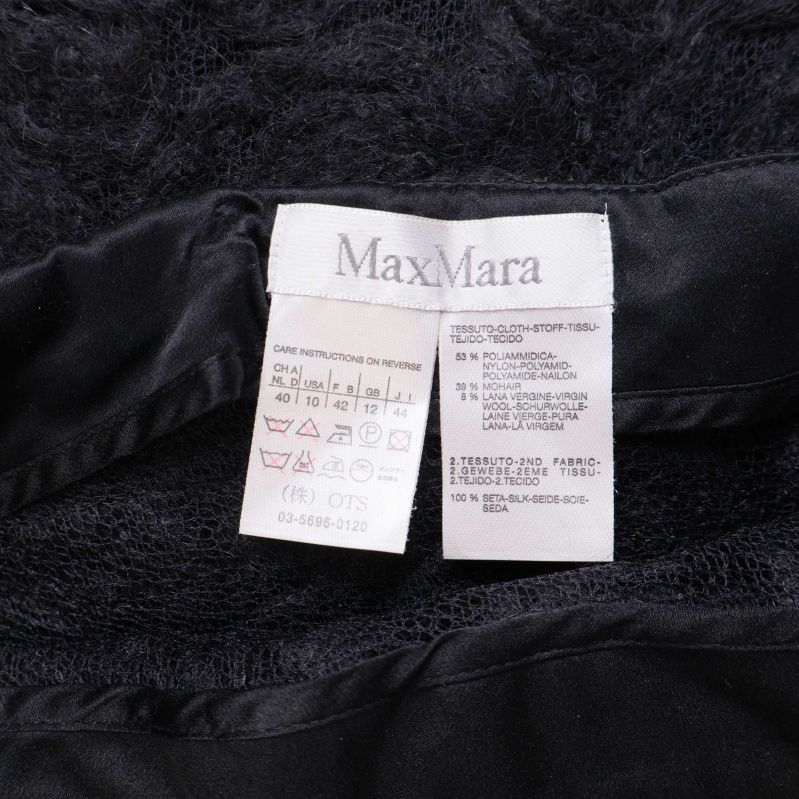 MaxMara
CARE INSTRUCTIONS ON REVERSE
CH A
NL D USA F B GB J I
40 10 42 12 44
P
(株) OTS
03-5696-0120
TESSUTO-CLOTH-STOFF-TISSU-
TEJIDO-TECIDO
53 % POLIAMMIDICA-
NYLON-POLYAMID-
POLYAMIDE-NAILON
39 % MOHAIR
8 % LANA VERGINE-VIRGIN
WOOL-SCHURWOLLE-
LAINE VIERGE-PURA
LANA-LÃ VIRGEM
2.TESSUTO-2ND FABRIC-
2.GEWEBE-2EME TISSU-
2.TEJIDO-2.TECIDO
100 % SETA-SILK-SEIDE-SOIE-
SEDA